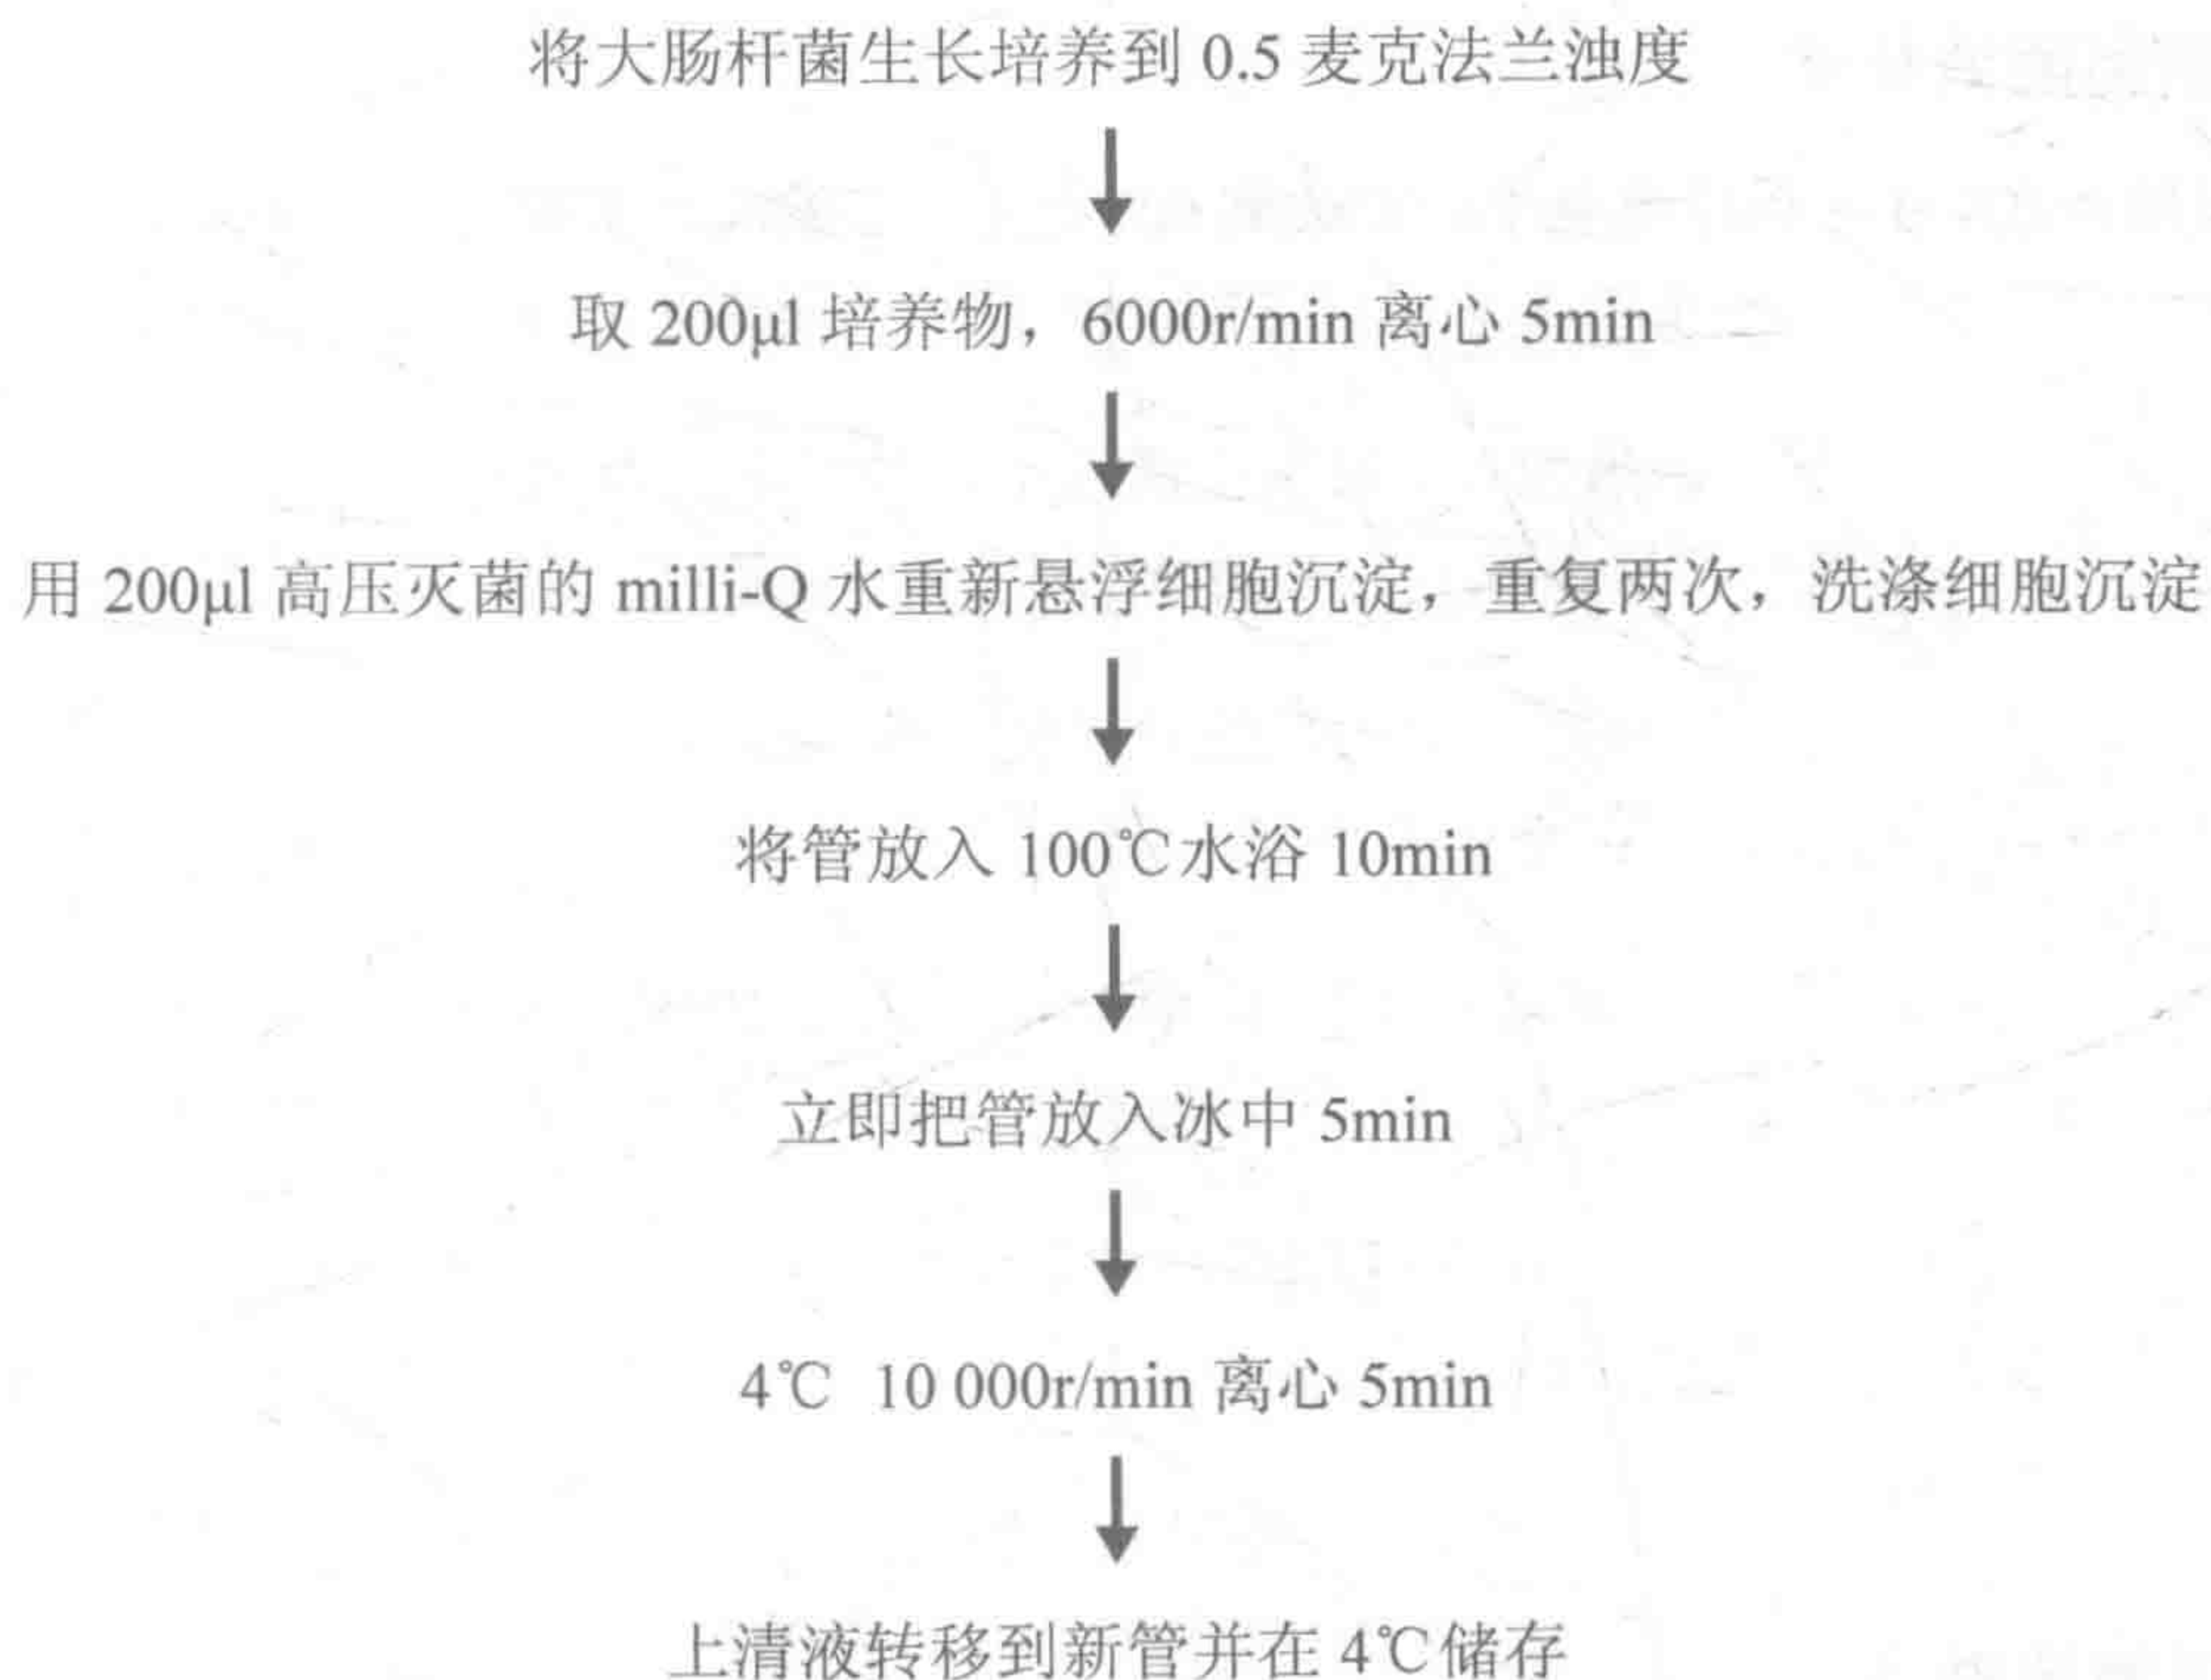 将大肠杆菌生长培养到 0.5 麦克法兰浊度
取 200μl 培养物，6000r/min 离心 5min
用 200μl 高压灭菌的 milli-Q 水重新悬浮细胞沉淀，重复两次，洗涤细胞沉淀
将管放入 100℃水浴 10min
立即把管放入冰中 5min
4℃ 10 000r/min 离心 5min
上清液转移到新管并在 4℃储存